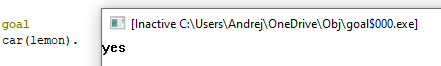 goal
car(lemon).
[Inactive C:\Users\Andrej\OneDrive\Obj\goal$000.exe]
yes